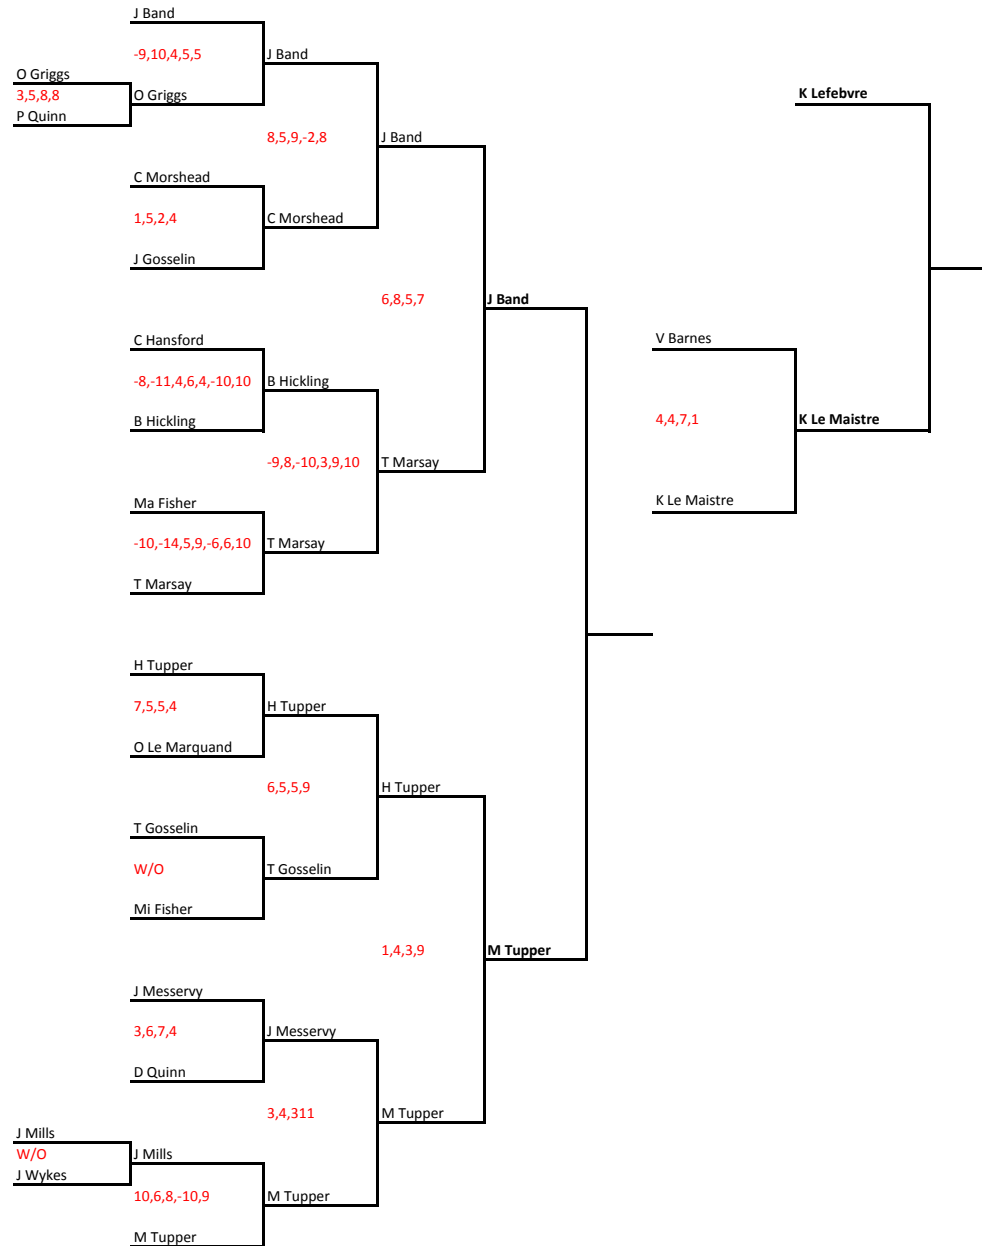 J Band
-9,10,4,5,5
J Band
O Griggs
3,5,8,8
O Griggs
P Quinn
K Lefebvre
8,5,9,-2,8
J Band
C Morshead
1,5,2,4
C Morshead
J Gosselin
6,8,5,7
J Band
C Hansford
-8,-11,4,6,4,-10,10
B Hickling
B Hickling
V Barnes
4,4,7,1
K Le Maistre
K Le Maistre
-9,8,-10,3,9,10
T Marsay
Ma Fisher
-10,-14,5,9,-6,6,10
T Marsay
T Marsay
H Tupper
7,5,5,4
H Tupper
O Le Marquand
6,5,5,9
H Tupper
T Gosselin
W/O
T Gosselin
Mi Fisher
1,4,3,9
M Tupper
J Messervy
3,6,7,4
J Messervy
D Quinn
3,4,311
M Tupper
J Mills
W/O
J Mills
J Wykes
10,6,8,-10,9
M Tupper
M Tupper